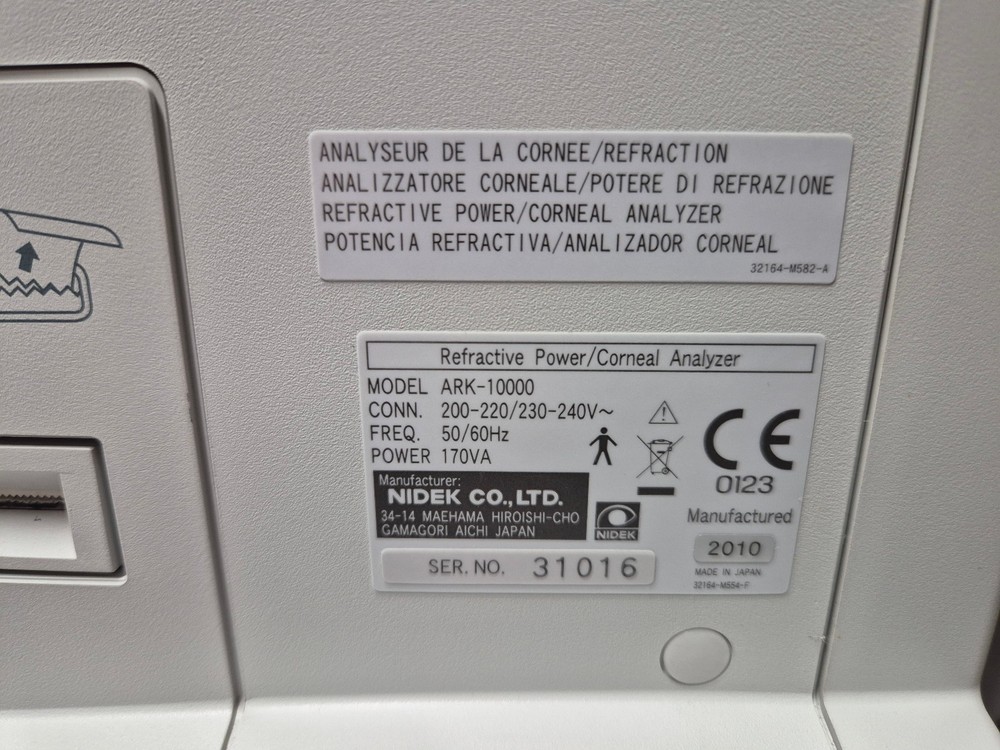 ANALYSEUR DE LA CORNEE/REFRACTION
ANALIZZATORE CORNEALE/POTERE DI REFRAZIONE
REFRACTIVE POWER/CORNEAL ANALYZER
POTENCIA REFRACTIVA/ANALIZADOR CORNEAL
32164-M582-A
Refractive Power/Corneal Analyzer
MODEL ARK-10000
CONN. 200-220/230-240V~
FREQ. 50/60Hz
POWER 170VA
CE
0123
Manufacturer:
NIDEK CO., LTD.
34-14 MAEHAMA HIROISHI-CHO
GAMAGORI AICHI JAPAN
NIDEK
Manufactured
2010
MADE IN JAPAN
32164-M554-F
SER. NO. 31016